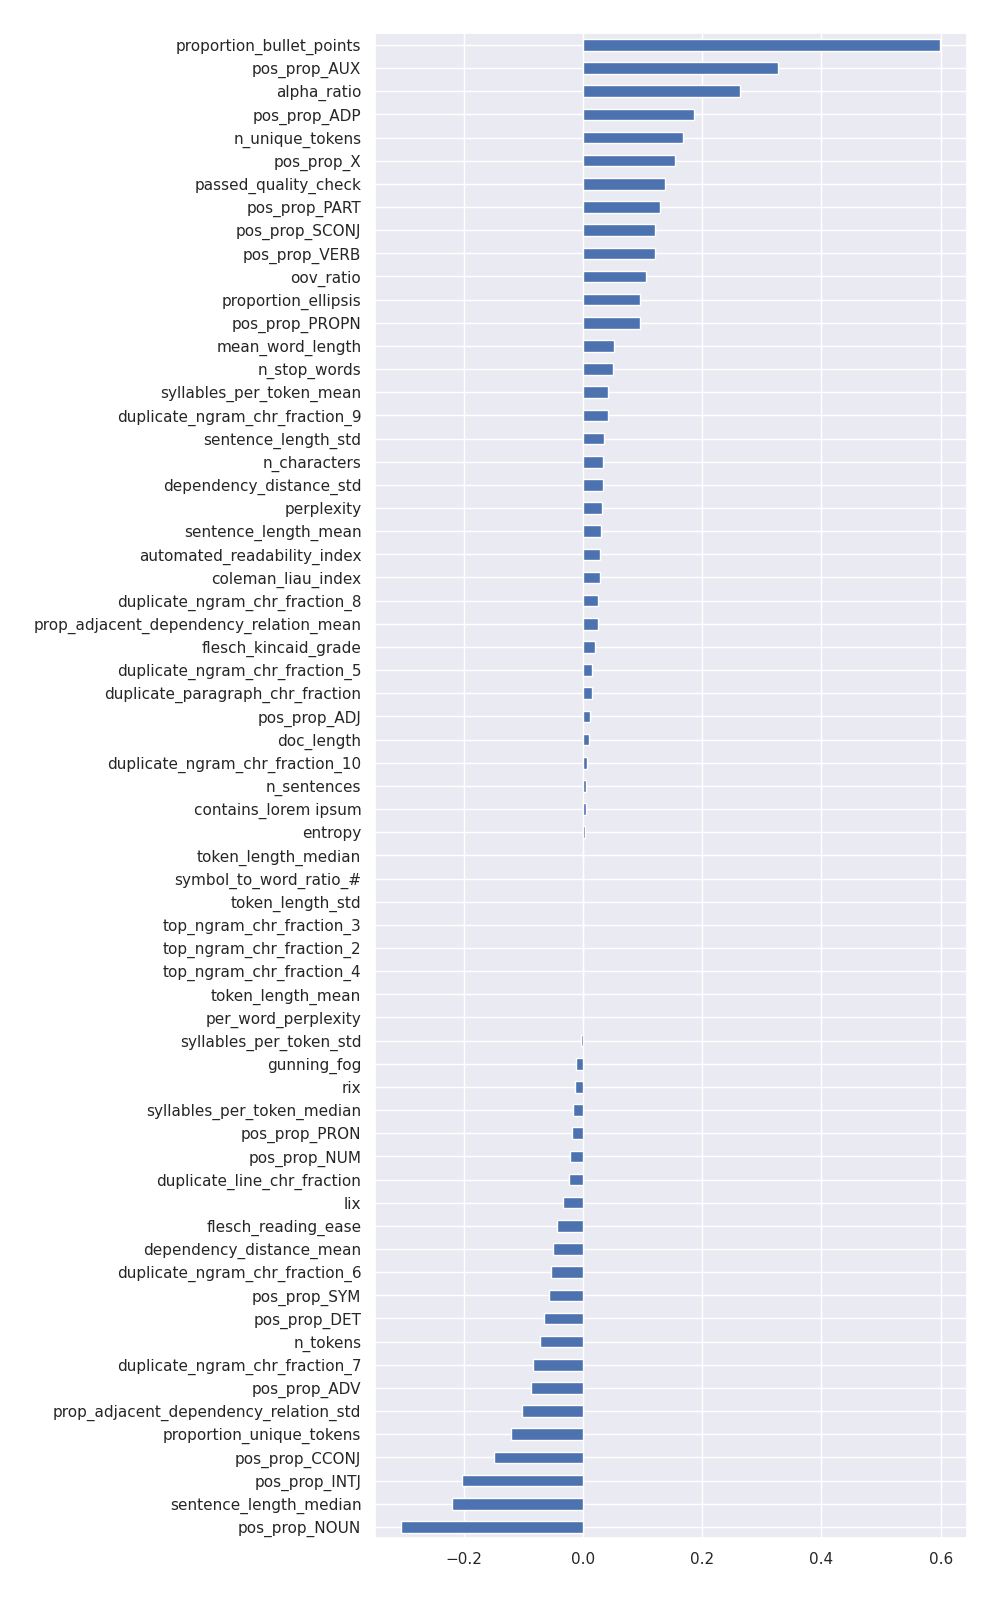 proportion_bullet_points
pos_prop_AUX
alpha_ratio
pos_prop_ADP
n_unique_tokens
pos_prop_X
passed_quality_check
pos_prop_PART
pos_prop_SCONJ
pos_prop_VERB
oov_ratio
proportion_ellipsis
pos_prop_PROPN
mean_word_length
n_stop_words
syllables_per_token_mean
duplicate_ngram_chr_fraction_9
sentence_length_std
n_characters
dependency_distance_std
perplexity
sentence_length_mean
automated_readability_index
coleman_liau_index
duplicate_ngram_chr_fraction_8
prop_adjacent_dependency_relation_mean
flesch_kincaid_grade
duplicate_ngram_chr_fraction_5
duplicate_paragraph_chr_fraction
pos_prop_ADJ
doc_length
duplicate_ngram_chr_fraction_10
n_sentences
contains_lorem ipsum
entropy
token_length_median
symbol_to_word_ratio_#
token_length_std
top_ngram_chr_fraction_3
top_ngram_chr_fraction_2
top_ngram_chr_fraction_4
token_length_mean
per_word_perplexity
syllables_per_token_std
gunning_fog
rix
syllables_per_token_median
pos_prop_PRON
pos_prop_NUM
duplicate_line_chr_fraction
lix
flesch_reading_ease
dependency_distance_mean
duplicate_ngram_chr_fraction_6
pos_prop_SYM
pos_prop_DET
n_tokens
duplicate_ngram_chr_fraction_7
pos_prop_ADV
prop_adjacent_dependency_relation_std
proportion_unique_tokens
pos_prop_CCONJ
pos_prop_INTJ
sentence_length_median
pos_prop_NOUN
−0.2 0.0 0.2 0.4 0.6